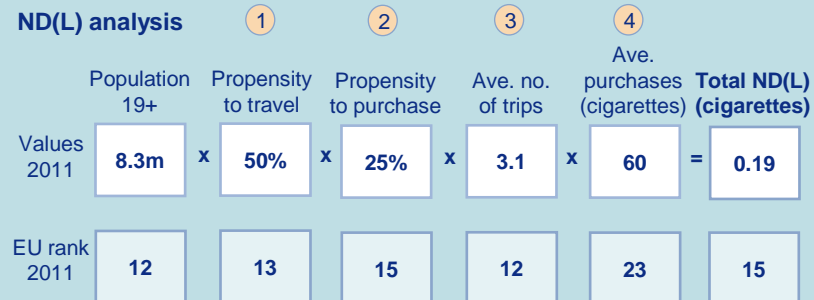 ND(L) analysis
1 2 3 4
Population 19+ Propensity to travel Propensity to purchase Ave. no. of trips Ave. purchases (cigarettes) Total ND(L) (cigarettes)
Values 2011 8.3m x 50% x 25% x 3.1 x 60 = 0.19
EU rank 2011 12 13 15 12 23 15